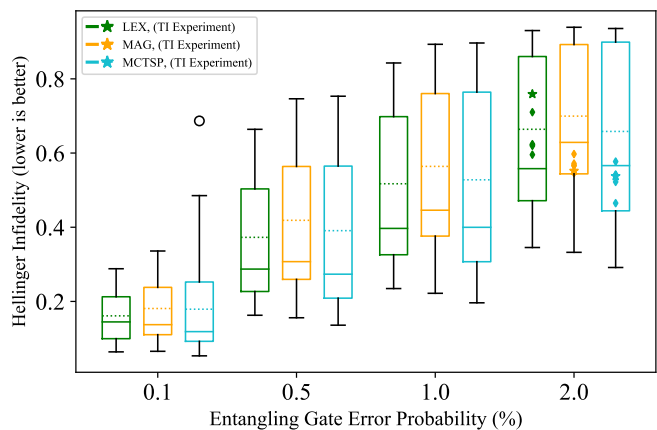 LEX, (TI Experiment)
MAG, (TI Experiment)
MCTSP, (TI Experiment)
Hellinger Infidelity (lower is better)
0.8
0.6
0.4
0.2
0.1 0.5 1.0 2.0
Entangling Gate Error Probability (%)